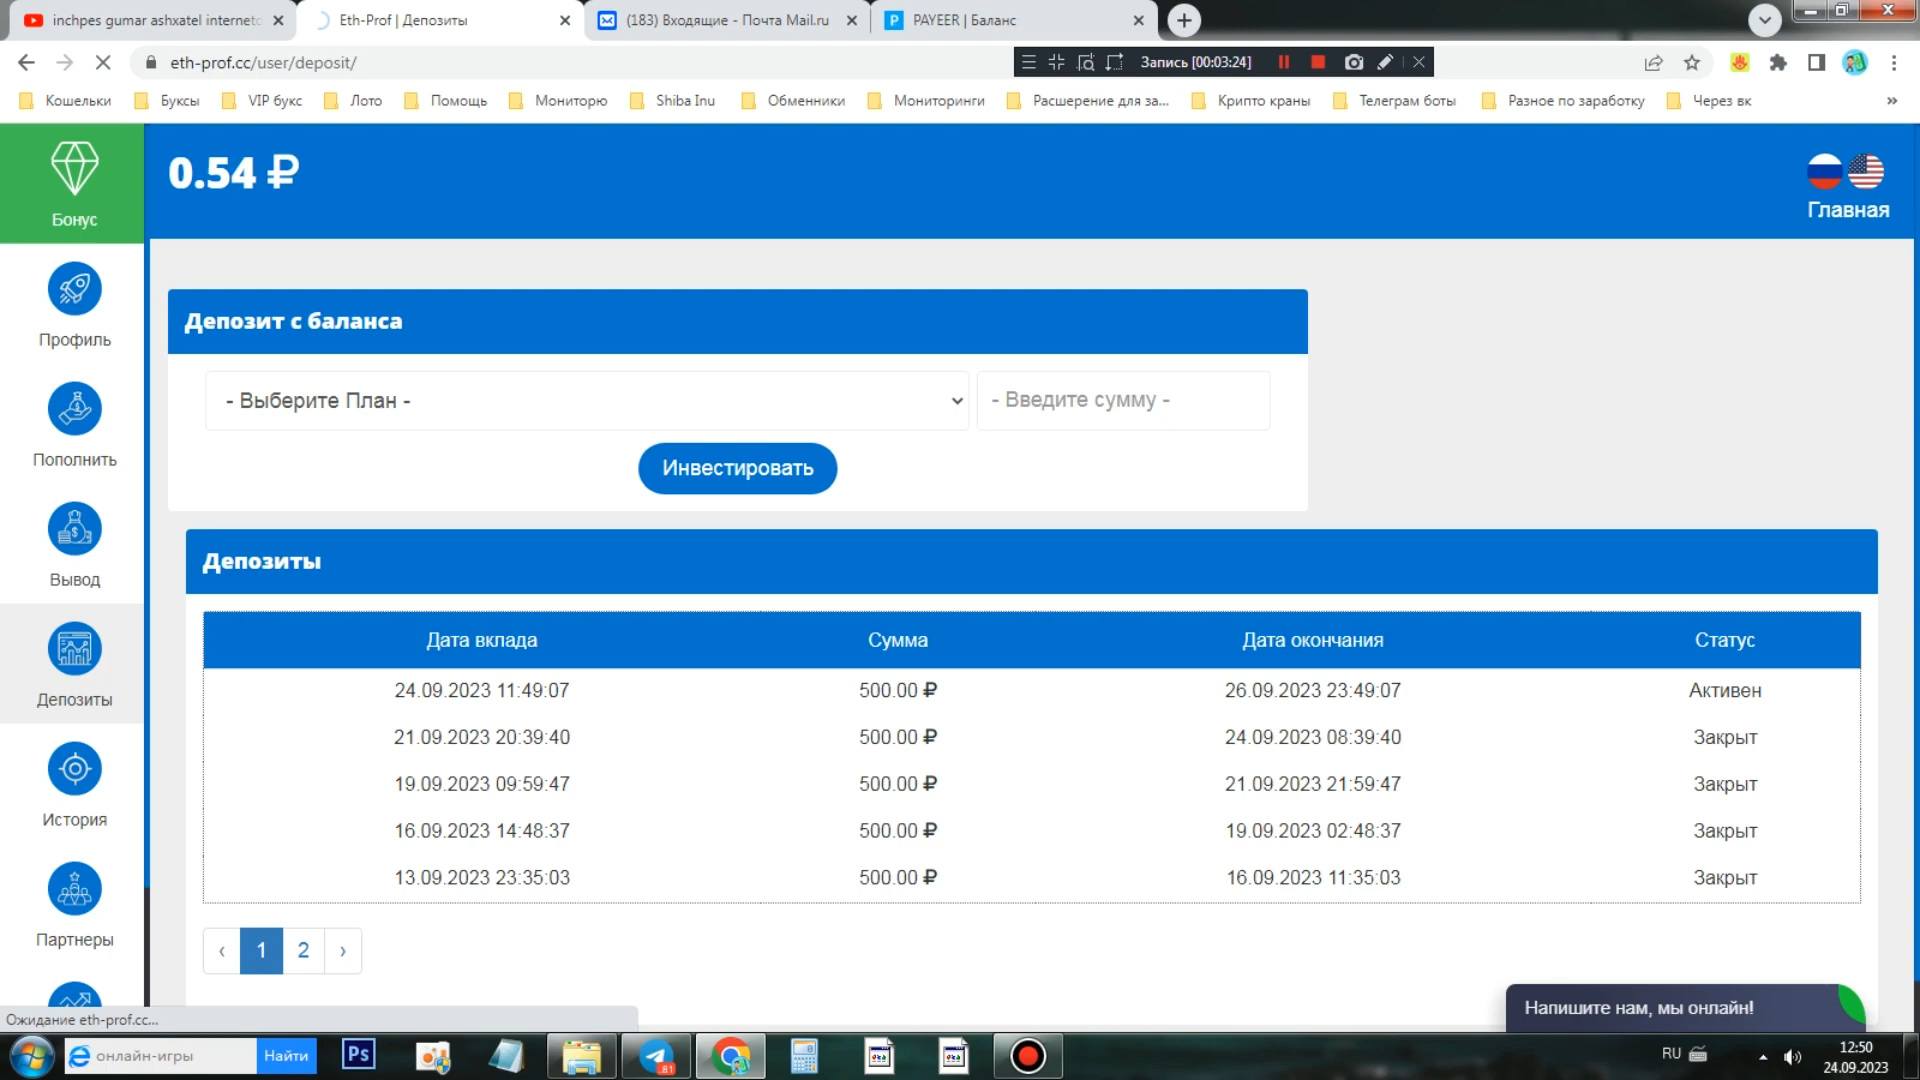 inchpes gumar ashxatel interneto
Eth-Prof | Депозиты
(183) Входящие - Почта Mail.ru
PAYEER | Баланс
eth-prof.cc/user/deposit/
Запись [00:03:24]
Кошельки
Буксы
VIP букс
Лото
Помощь
Мониторю
Shiba Inu
Обменники
Мониторинги
Расшерение для за...
Крипто краны
Телеграм боты
Разное по заработку
Через вк
»
Бонус
0.54 ₽
Главная
Профиль
Пополнить
Вывод
Депозиты
История
Партнеры
Депозит с баланса
- Выберите План -
- Введите сумму -
Инвестировать
Депозиты
Дата вклада Сумма Дата окончания Статус
24.09.2023 11:49:07 500.00 ₽ 26.09.2023 23:49:07 Активен
21.09.2023 20:39:40 500.00 ₽ 24.09.2023 08:39:40 Закрыт
19.09.2023 09:59:47 500.00 ₽ 21.09.2023 21:59:47 Закрыт
16.09.2023 14:48:37 500.00 ₽ 19.09.2023 02:48:37 Закрыт
13.09.2023 23:35:03 500.00 ₽ 16.09.2023 11:35:03 Закрыт
‹ 1 2 ›
Напишите нам, мы онлайн!
Ожидание eth-prof.cc...
онлайн-игры
Найти
Ps
81
RU
12:50
24.09.2023